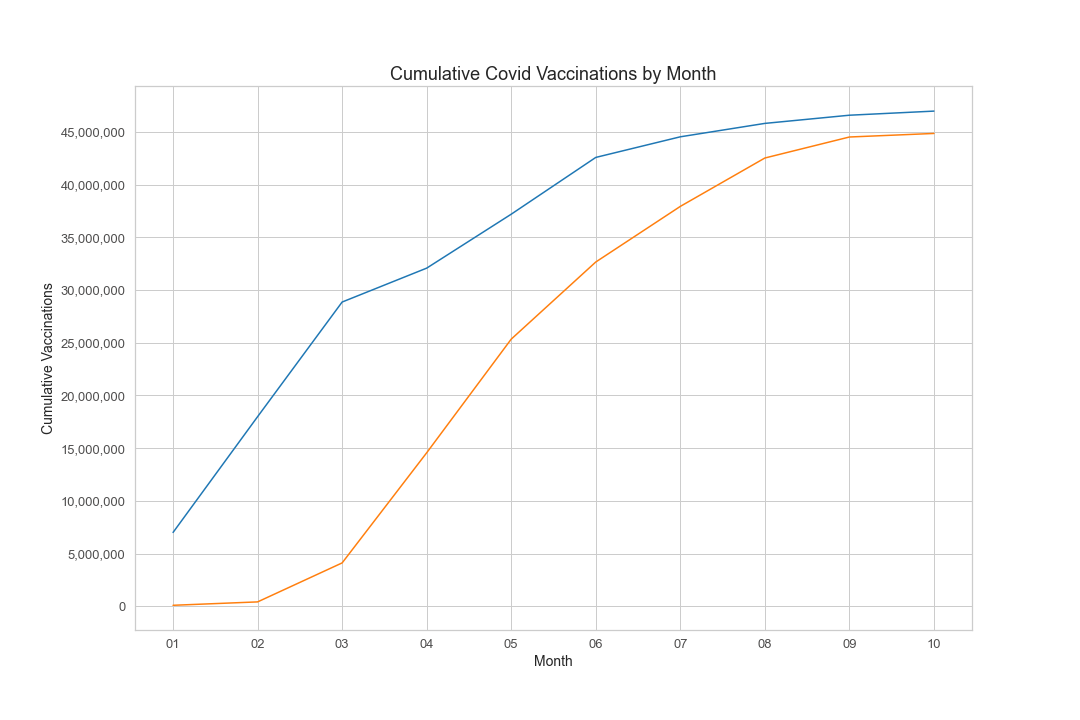 Cumulative Covid Vaccinations by Month
Cumulative Vaccinations
45,000,000
40,000,000
35,000,000
30,000,000
25,000,000
20,000,000
15,000,000
10,000,000
5,000,000
0
01 02 03 04 05 06 07 08 09 10
Month